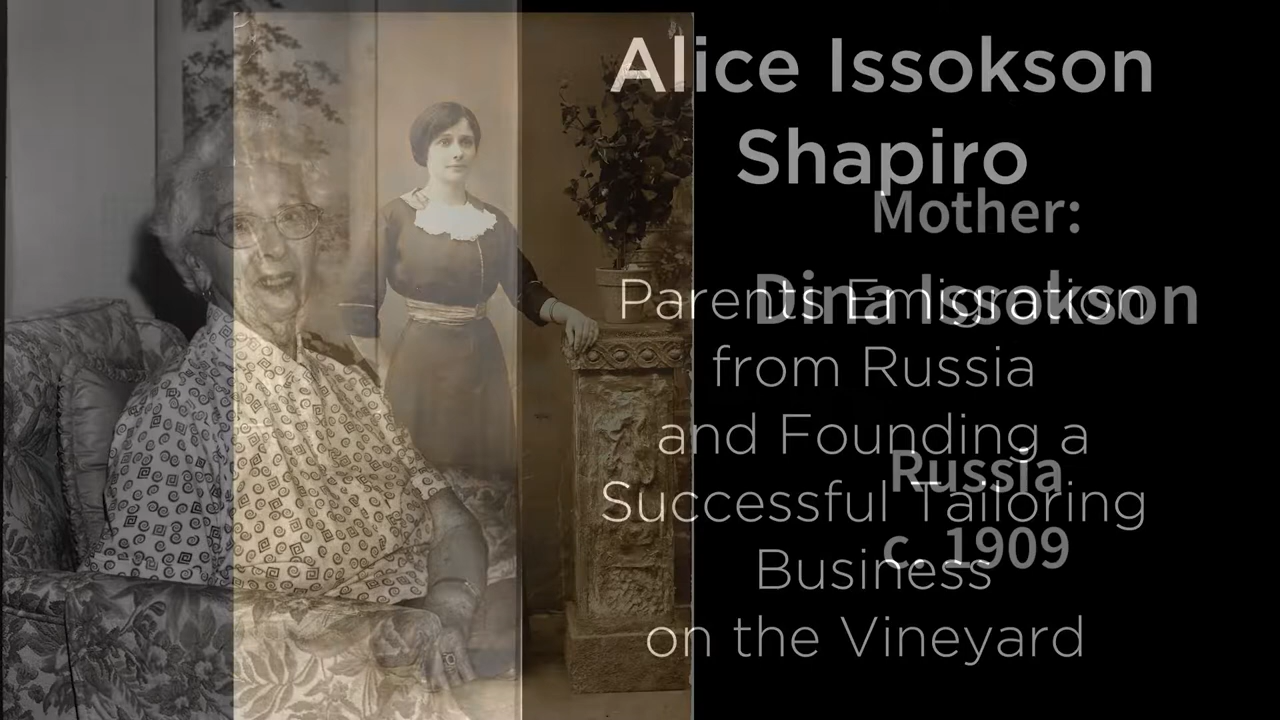 Alice Issokson
Shapiro
Parents Emigration
from Russia
and Founding a
Successful Tailoring
Business
on the Vineyard
Mother:
Dina Issokson
Russia
c. 1909